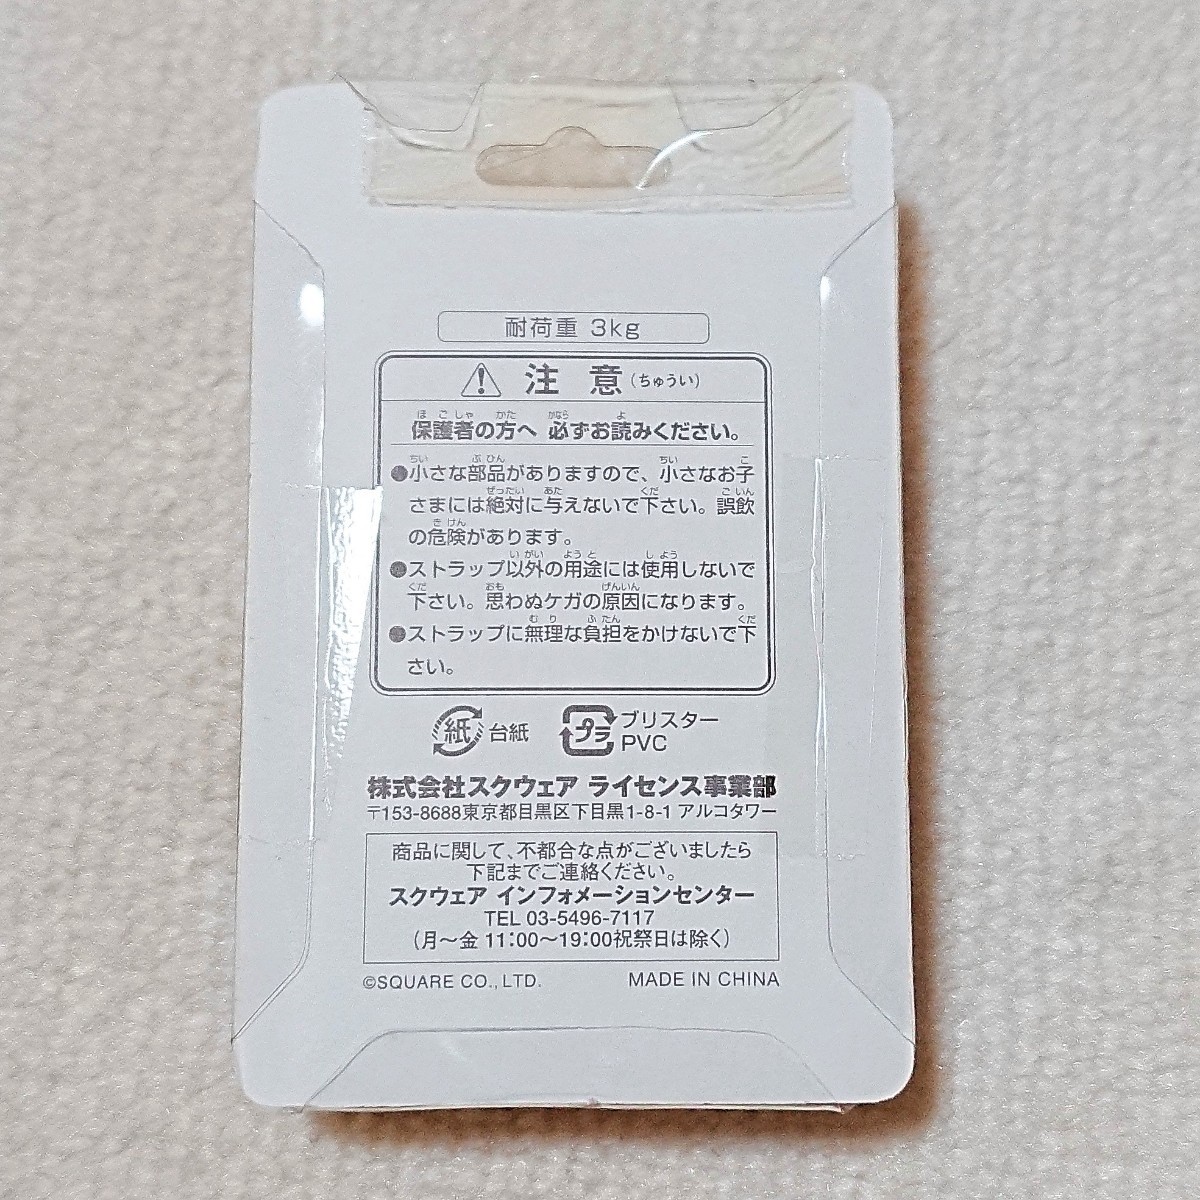 耐荷重 3kg
注 意 (ちゅうい)
保護者の方へ 必ずお読みください。
●小さな部品がありますので、小さなお子
さまには絶対に与えないで下さい。誤飲
の危険があります。
●ストラップ以外の用途には使用しないで
下さい。思わぬケガの原因になります。
●ストラップに無理な負担をかけないで下
さい。
紙 台紙
プラ ブリスター
PVC
株式会社スクウェア ライセンス事業部
〒153-8688東京都目黒区下目黒1-8-1 アルコタワー
商品に関して、不都合な点がございましたら
下記までご連絡ください。
スクウェア インフォメーションセンター
TEL 03-5496-7117
(月～金 11:00～19:00祝祭日は除く)
©SQUARE CO., LTD. MADE IN CHINA